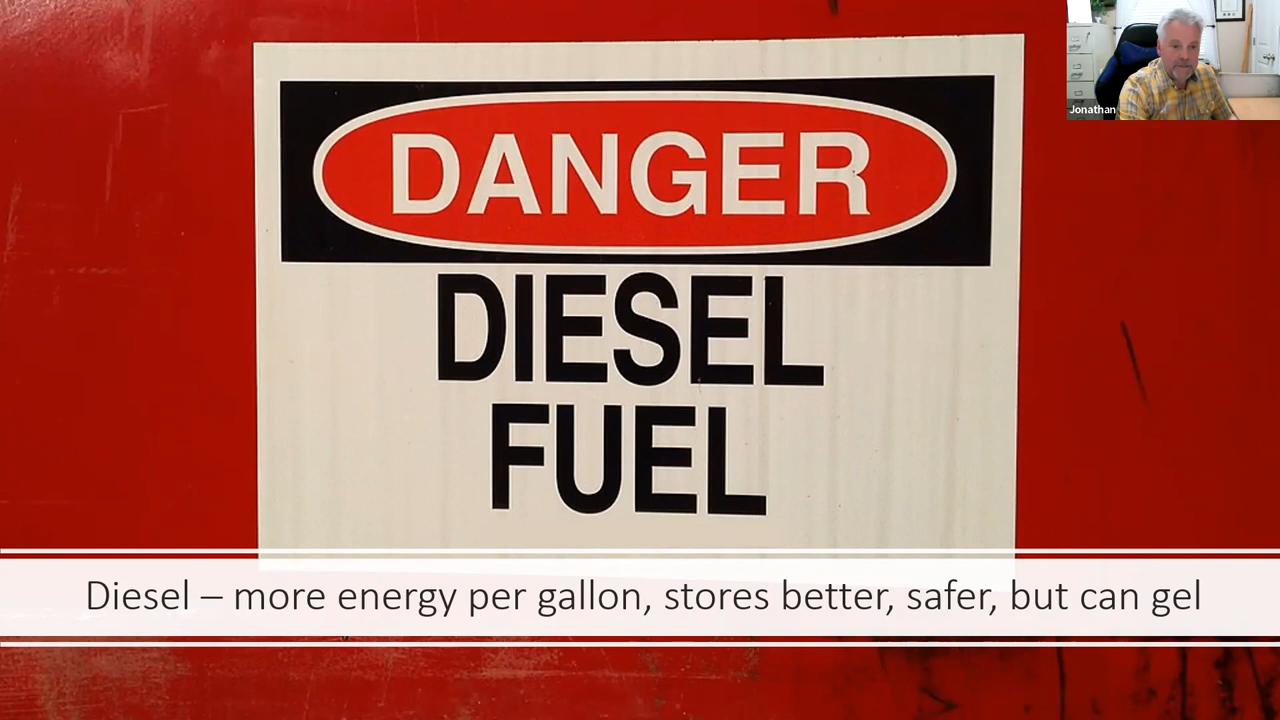 DANGER
DIESEL
FUEL
Diesel – more energy per gallon, stores better, safer, but can gel
Jonathan